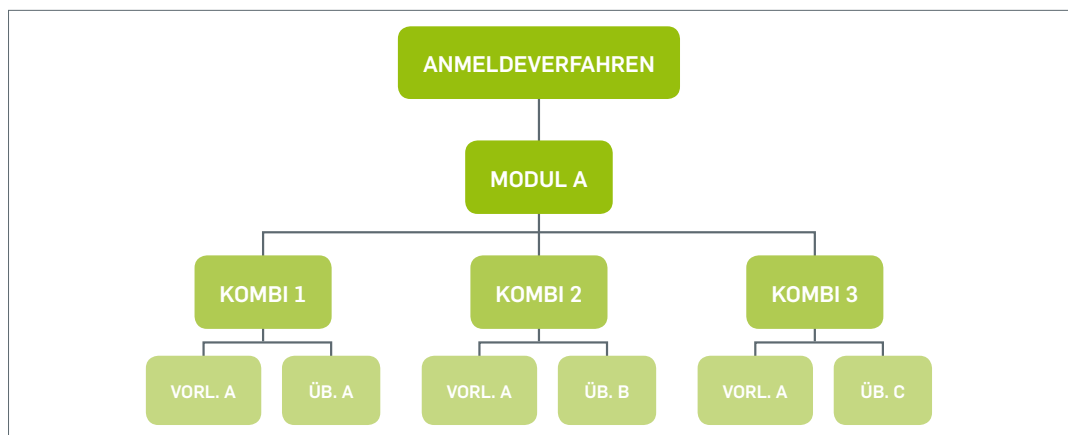 ANMELDEVERFAHREN
MODUL A
KOMBI 1
KOMBI 2
KOMBI 3
VORL. A
ÜB. A
VORL. A
ÜB. B
VORL. A
ÜB. C